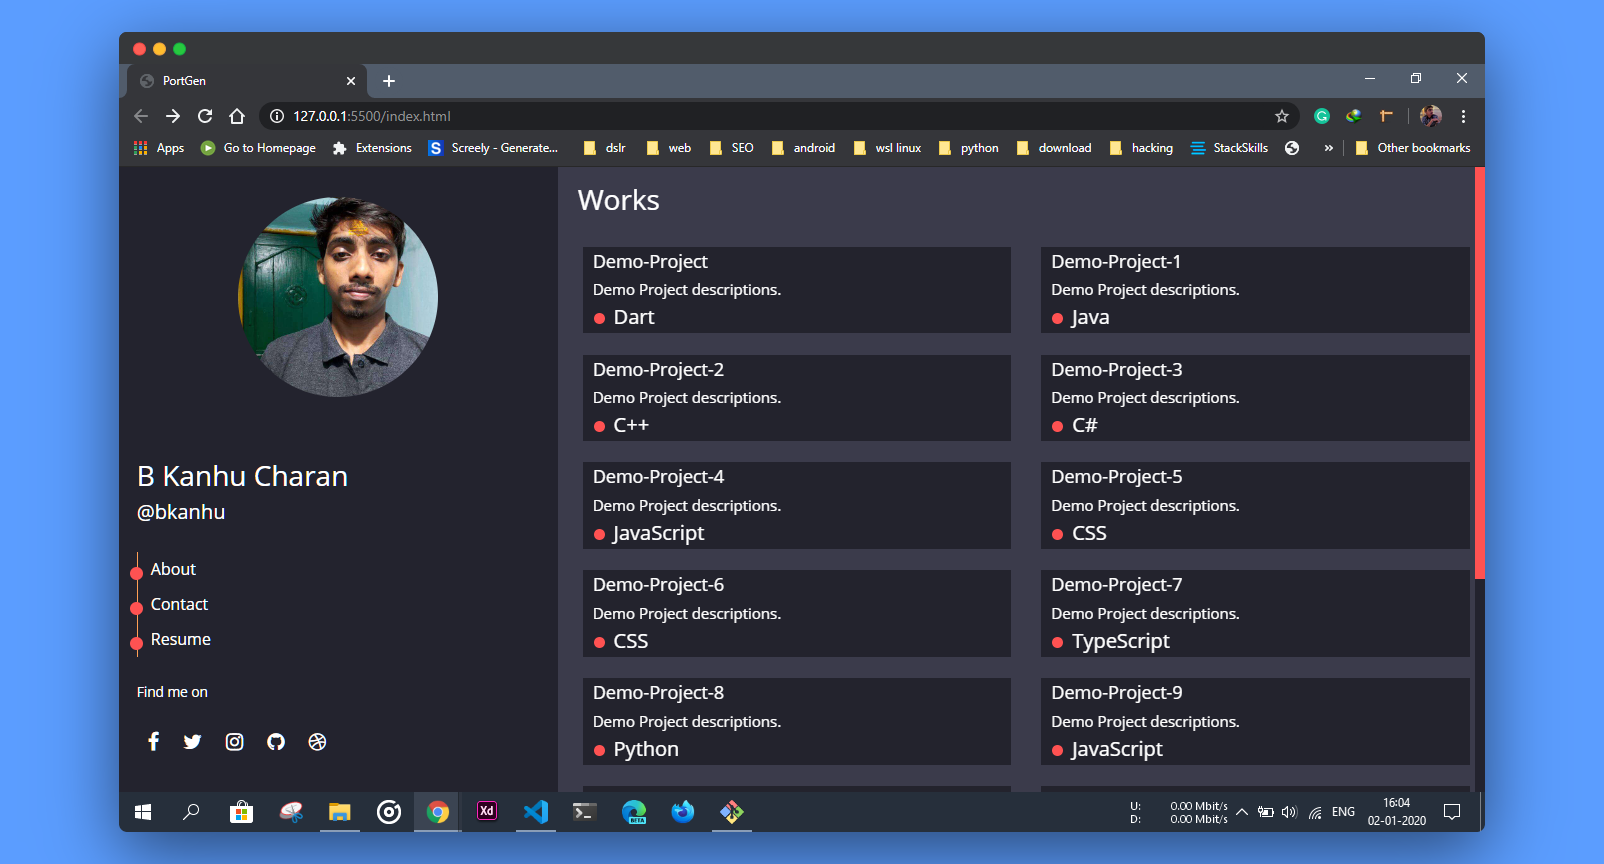 PortGen
127.0.0.1:5500/index.html
Apps Go to Homepage Extensions S Screely - Generate... dslr web SEO android wsl linux python download hacking StackSkills » Other bookmarks
B Kanhu Charan
@bkanhu
About
Contact
Resume
Find me on
Works
Demo-Project
Demo Project descriptions.
Dart
Demo-Project-1
Demo Project descriptions.
Java
Demo-Project-2
Demo Project descriptions.
C++
Demo-Project-3
Demo Project descriptions.
C#
Demo-Project-4
Demo Project descriptions.
JavaScript
Demo-Project-5
Demo Project descriptions.
CSS
Demo-Project-6
Demo Project descriptions.
CSS
Demo-Project-7
Demo Project descriptions.
TypeScript
Demo-Project-8
Demo Project descriptions.
Python
Demo-Project-9
Demo Project descriptions.
JavaScript
Xd
BETA
U: 0.00 Mbit/s
D: 0.00 Mbit/s
ENG
16:04
02-01-2020